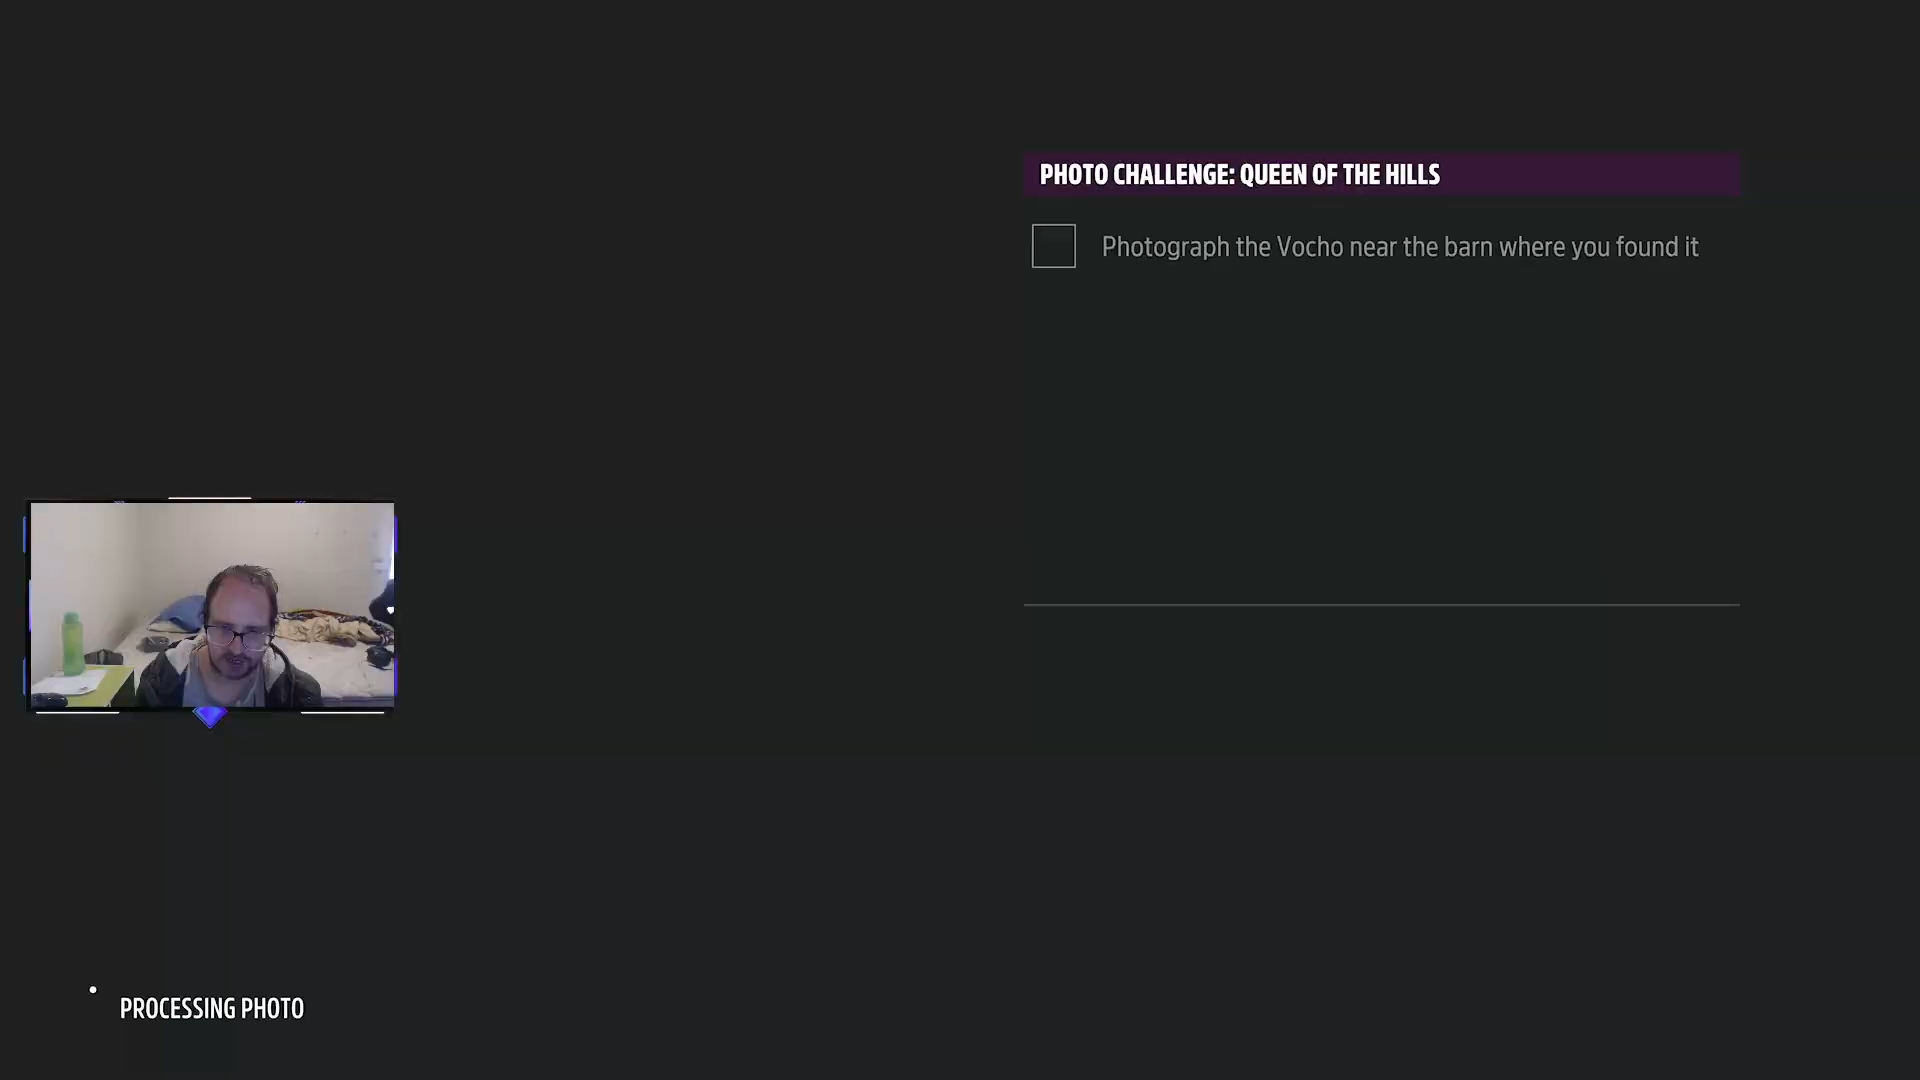 PHOTO CHALLENGE: QUEEN OF THE HILLS
Photograph the Vocho near the barn where you found it
PROCESSING PHOTO